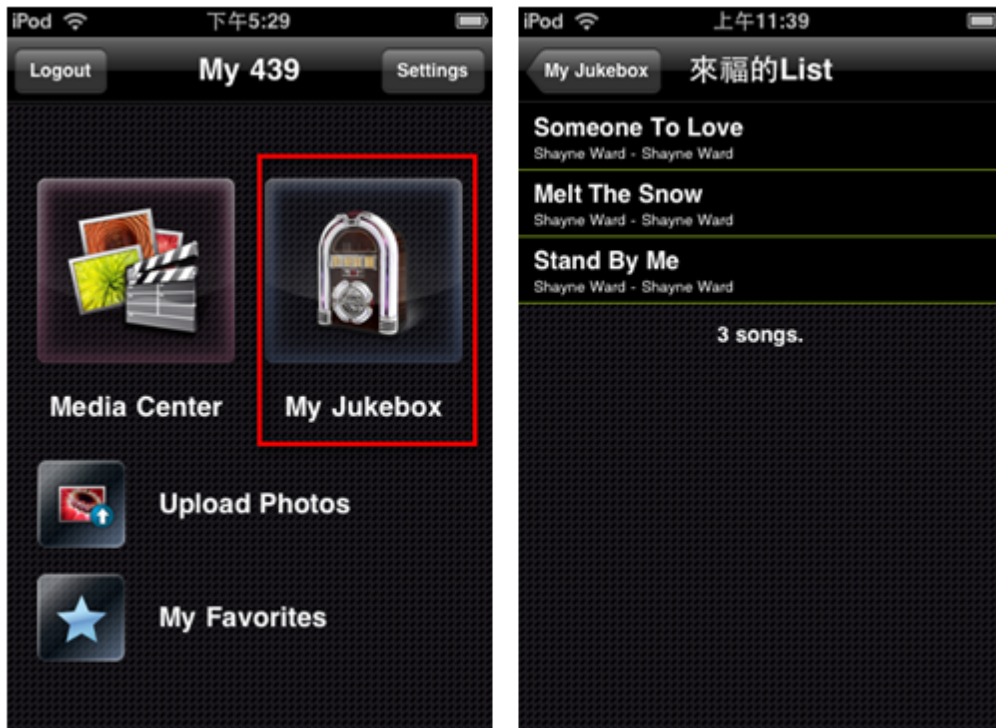 iPod 下午5:29
Logout My 439 Settings
Media Center My Jukebox
Upload Photos
My Favorites
iPod 上午11:39
My Jukebox 來福的List
Someone To Love
Shayne Ward - Shayne Ward
Melt The Snow
Shayne Ward - Shayne Ward
Stand By Me
Shayne Ward - Shayne Ward
3 songs.